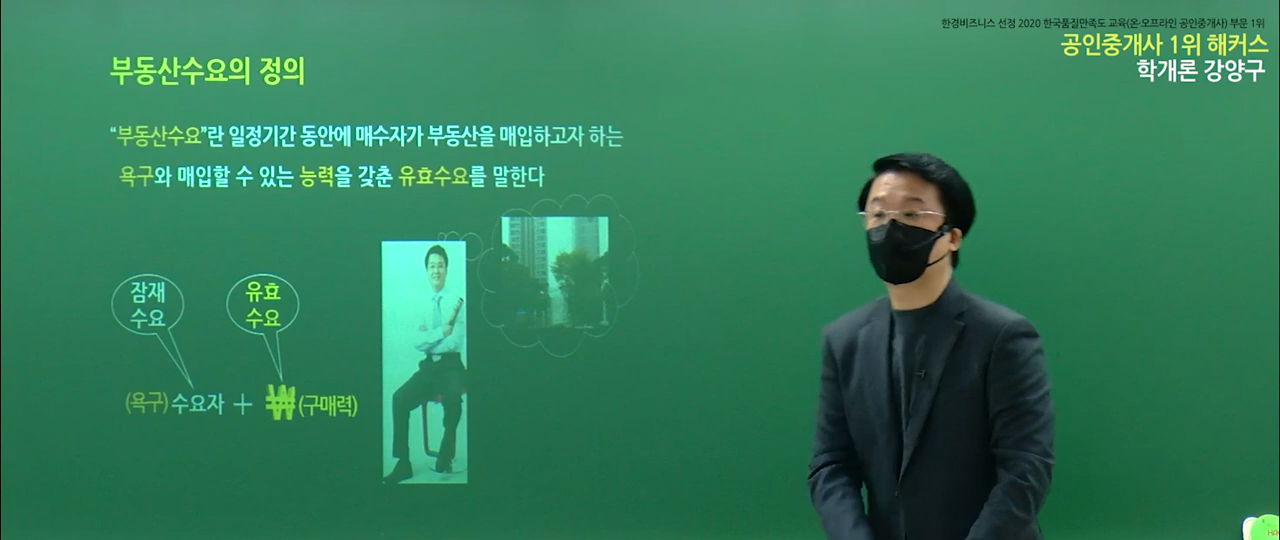 한경비즈니스 선정 2020 한국품질만족도 교육(온·오프라인 공인중개사) 부문 1위
공인중개사 1위 해커스
학개론 강양구
부동산수요의 정의
“부동산수요”란 일정기간 동안에 매수자가 부동산을 매입하고자 하는
욕구와 매입할 수 있는 능력을 갖춘 유효수요를 말한다
잠재
수요
유효
수요
(욕구)수요자 + ₩(구매력)